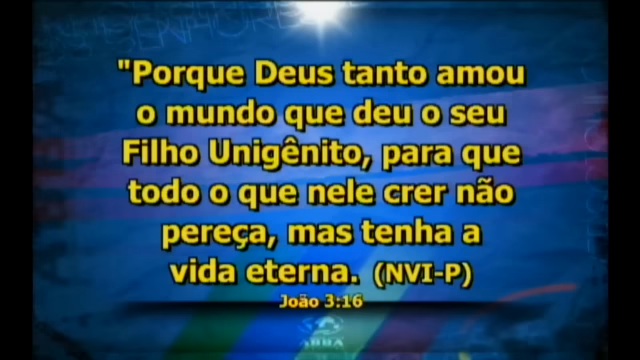 "Porque Deus tanto amou
o mundo que deu o seu
Filho Unigênito, para que
todo o que nele crer não
pereça, mas tenha a
vida eterna. (NVI-P)
João 3:16
ABBA